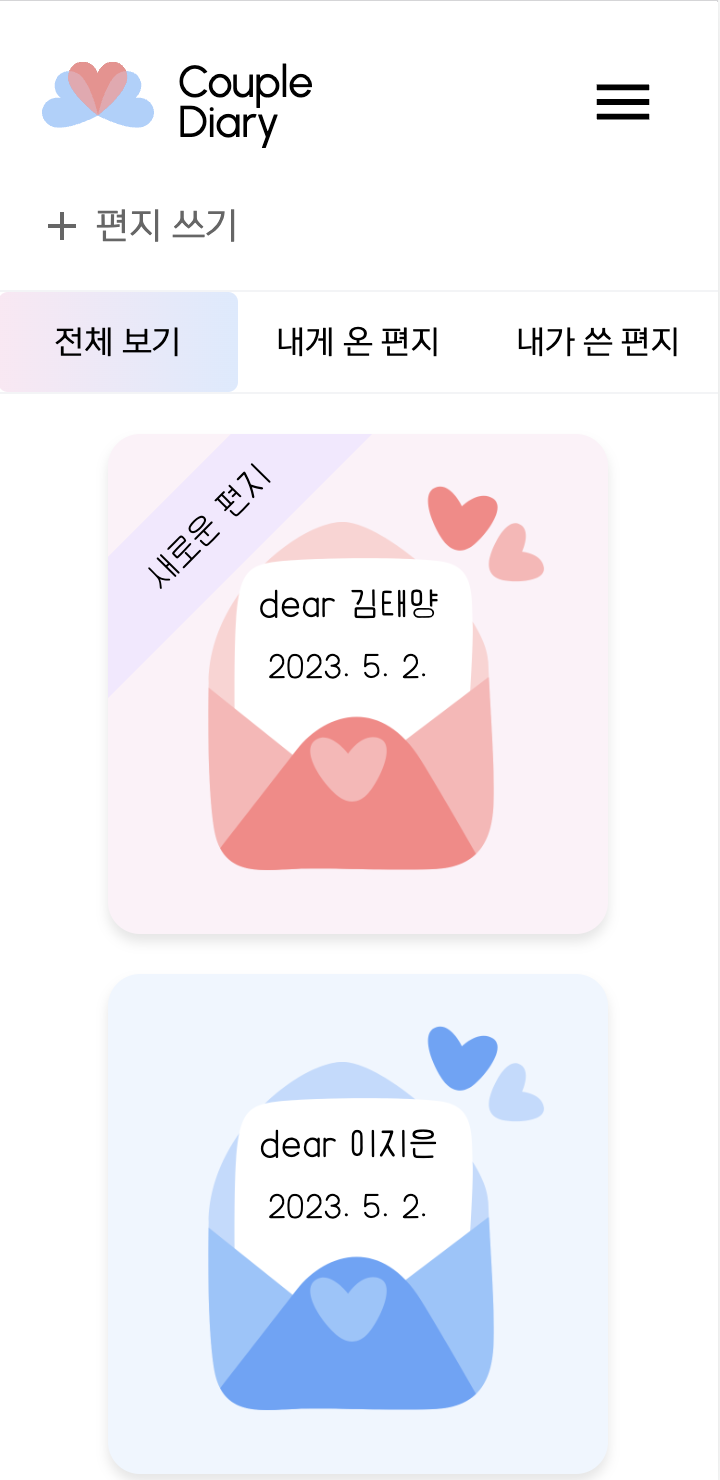 Couple
Diary
+ 편지 쓰기
전체 보기 내게 온 편지 내가 쓴 편지
새로운 편지
dear 김태양
2023. 5. 2.
dear 이지은
2023. 5. 2.